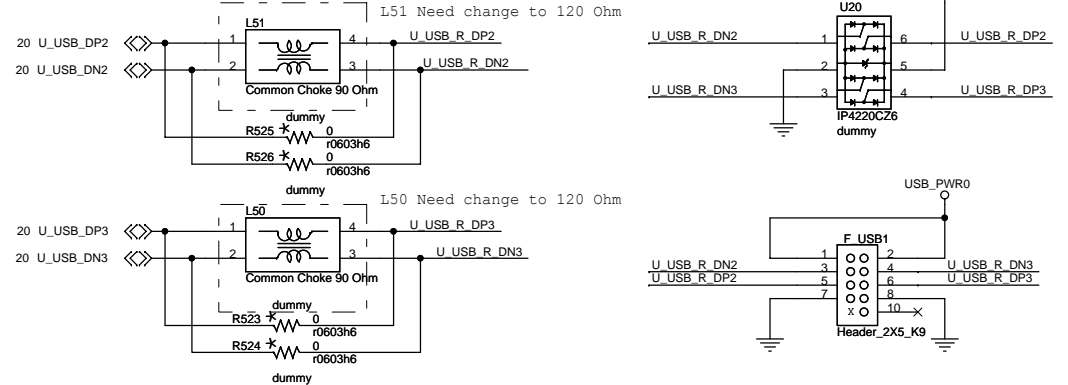 L51 Need change to 120 Ohm
L51
20 U_USB_DP2 1 4 U_USB_R_DP2
20 U_USB_DN2 2 3 U_USB_R_DN2
Common Choke 90 Ohm
dummy
R525 * 0
r0603h6
R526 * 0
r0603h6
dummy
L50 Need change to 120 Ohm
L50
20 U_USB_DP3 1 4 U_USB_R_DP3
20 U_USB_DN3 2 3 U_USB_R_DN3
Common Choke 90 Ohm
dummy
R523 * 0
r0603h6
R524 * 0
r0603h6
dummy
U20
U_USB_R_DN2 1 6 U_USB_R_DP2
2 5
U_USB_R_DN3 3 4 U_USB_R_DP3
IP4220CZ6
dummy
USB_PWR0
F_USB1
1 2
U_USB_R_DN2 3 4 U_USB_R_DN3
U_USB_R_DP2 5 6 U_USB_R_DP3
7 8
X 10
Header_2X5_K9